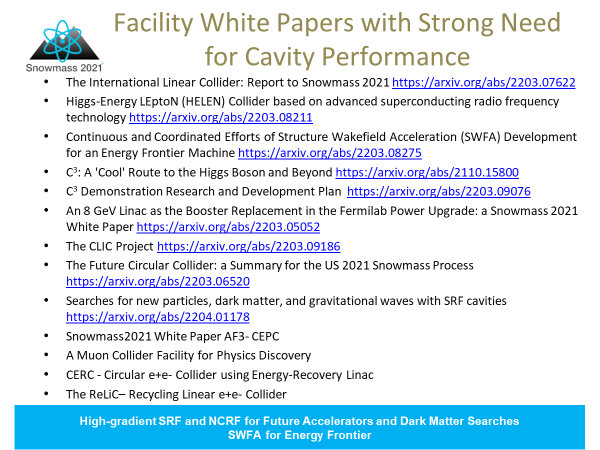 Snowmass 2021
Facility White Papers with Strong Need
for Cavity Performance
• The International Linear Collider: Report to Snowmass 2021 https://arxiv.org/abs/2203.07622
• Higgs-Energy LEptoN (HELEN) Collider based on advanced superconducting radio frequency
technology https://arxiv.org/abs/2203.08211
• Continuous and Coordinated Efforts of Structure Wakefield Acceleration (SWFA) Development
for an Energy Frontier Machine https://arxiv.org/abs/2203.08275
• C³: A 'Cool' Route to the Higgs Boson and Beyond https://arxiv.org/abs/2110.15800
• C³ Demonstration Research and Development Plan https://arxiv.org/abs/2203.09076
• An 8 GeV Linac as the Booster Replacement in the Fermilab Power Upgrade: a Snowmass 2021
White Paper https://arxiv.org/abs/2203.05052
• The CLIC Project https://arxiv.org/abs/2203.09186
• The Future Circular Collider: a Summary for the US 2021 Snowmass Process
https://arxiv.org/abs/2203.06520
• Searches for new particles, dark matter, and gravitational waves with SRF cavities
https://arxiv.org/abs/2204.01178
• Snowmass2021 White Paper AF3- CEPC
• A Muon Collider Facility for Physics Discovery
• CERC - Circular e+e- Collider using Energy-Recovery Linac
• The ReLiC– Recycling Linear e+e- Collider
High-gradient SRF and NCRF for Future Accelerators and Dark Matter Searches
SWFA for Energy Frontier